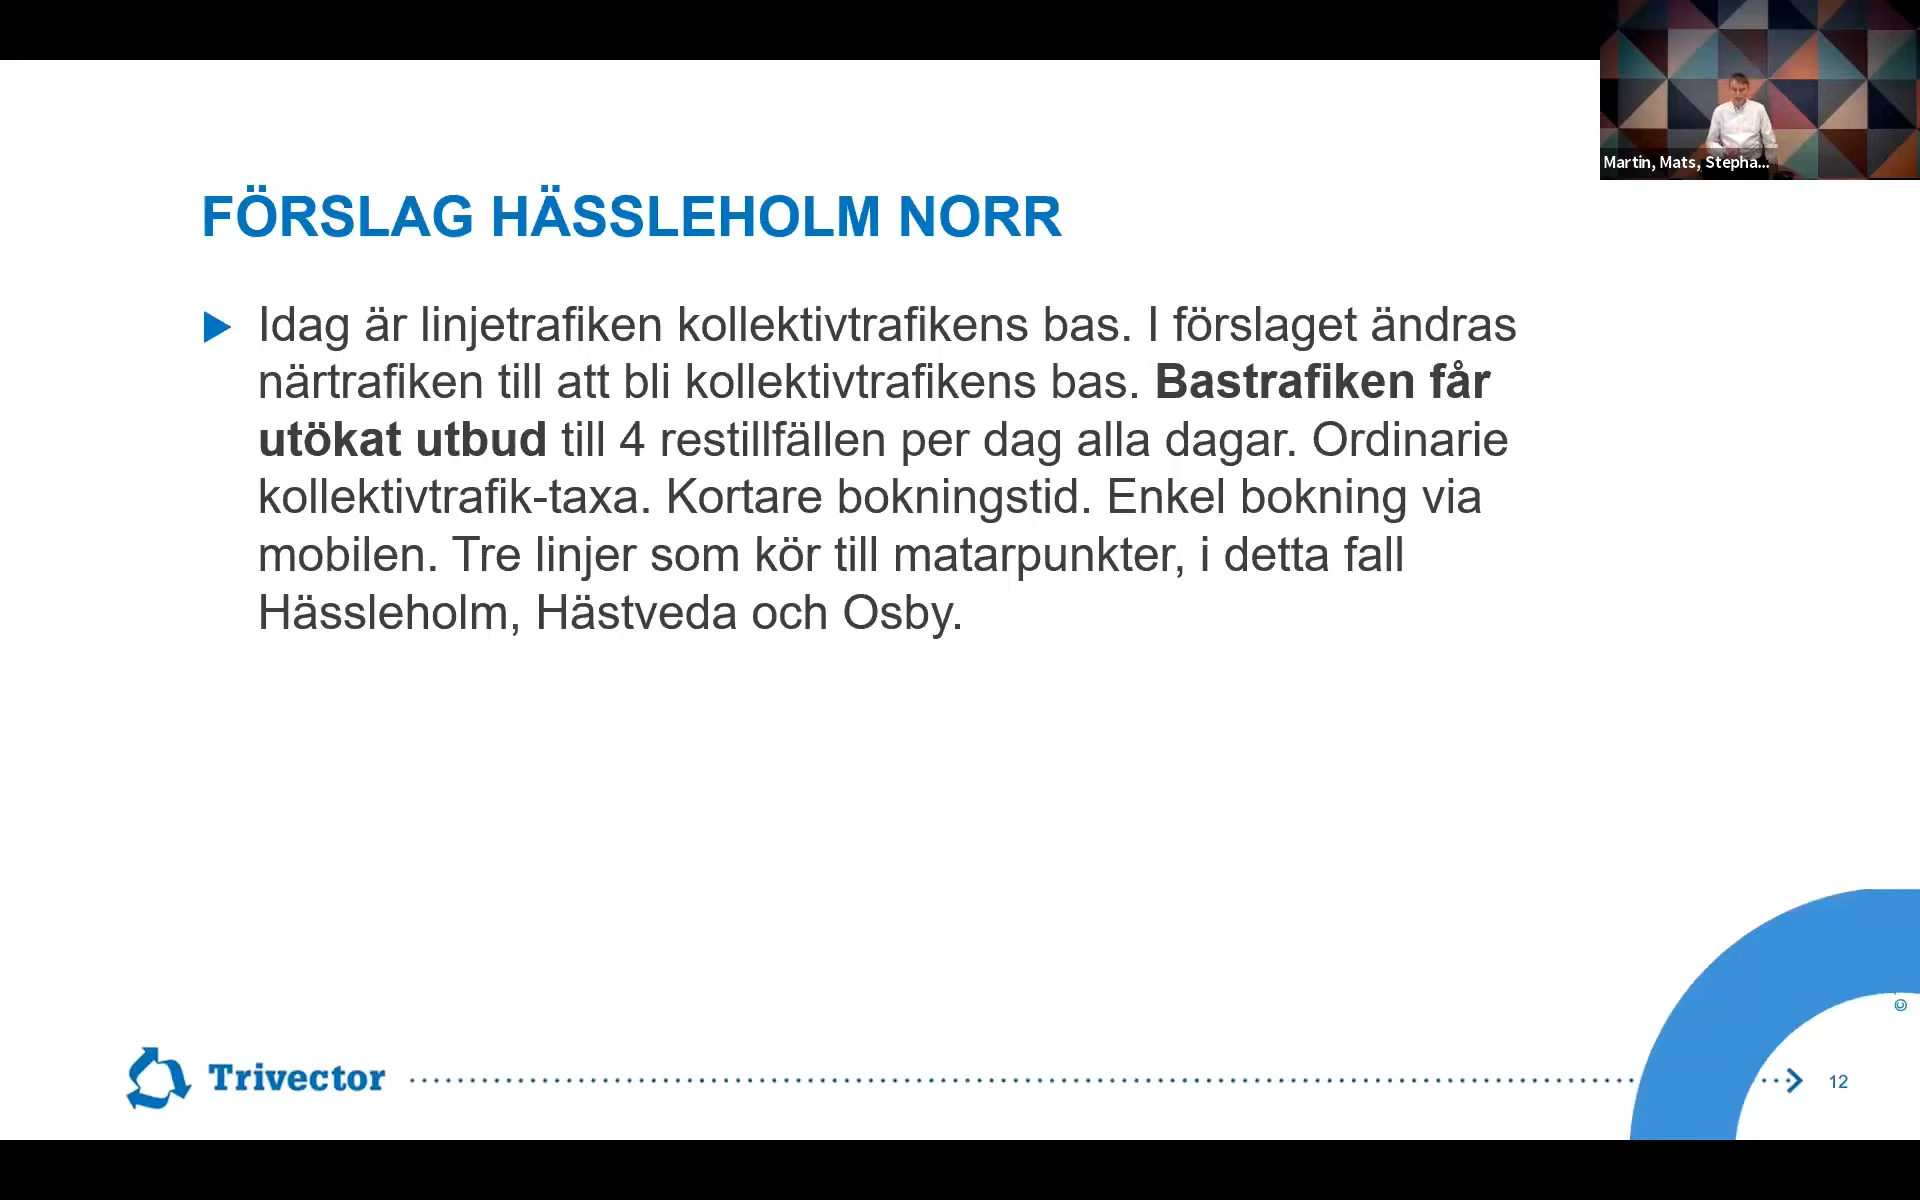 Martin, Mats, Stepha...
FÖRSLAG HÄSSLEHOLM NORR
Idag är linjetrafiken kollektivtrafikens bas. I förslaget ändras
närtrafiken till att bli kollektivtrafikens bas. Bastrafiken får
utökat utbud till 4 restillfällen per dag alla dagar. Ordinarie
kollektivtrafik-taxa. Kortare bokningstid. Enkel bokning via
mobilen. Tre linjer som kör till matarpunkter, i detta fall
Hässleholm, Hästveda och Osby.
©
Trivector
12